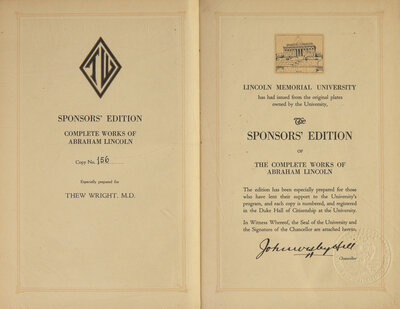 TW
SPONSORS' EDITION
COMPLETE WORKS OF
ABRAHAM LINCOLN
Copy No. 156
Especially prepared for
THEW WRIGHT, M.D.
LINCOLN MEMORIAL UNIVERSITY
has had issued from the original plates
owned by the University,
The
SPONSORS' EDITION
OF
THE COMPLETE WORKS OF
ABRAHAM LINCOLN
The edition has been especially prepared for those
who have lent their support to the University's
program, and each copy is numbered, and registered
in the Duke Hall of Citizenship at the University.
In Witness Whereof, the Seal of the University and
the Signature of the Chancellor are attached herein,
John Wesley Hill
Chancellor